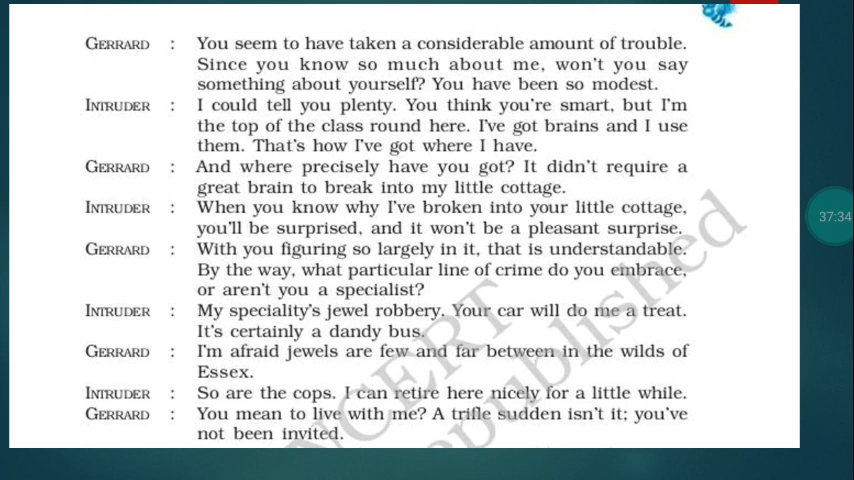 GERRARD : You seem to have taken a considerable amount of trouble.
Since you know so much about me, won't you say
something about yourself? You have been so modest.
INTRUDER : I could tell you plenty. You think you're smart, but I'm
the top of the class round here. I've got brains and I use
them. That's how I've got where I have.
GERRARD : And where precisely have you got? It didn't require a
great brain to break into my little cottage.
INTRUDER : When you know why I've broken into your little cottage,
you'll be surprised, and it won't be a pleasant surprise.
GERRARD : With you figuring so largely in it, that is understandable.
By the way, what particular line of crime do you embrace,
or aren't you a specialist?
INTRUDER : My speciality's jewel robbery. Your car will do me a treat.
It's certainly a dandy bus.
GERRARD : I'm afraid jewels are few and far between in the wilds of
Essex.
INTRUDER : So are the cops. I can retire here nicely for a little while.
GERRARD : You mean to live with me? A trifle sudden isn't it; you've
not been invited.
37:34
NCERT
republished